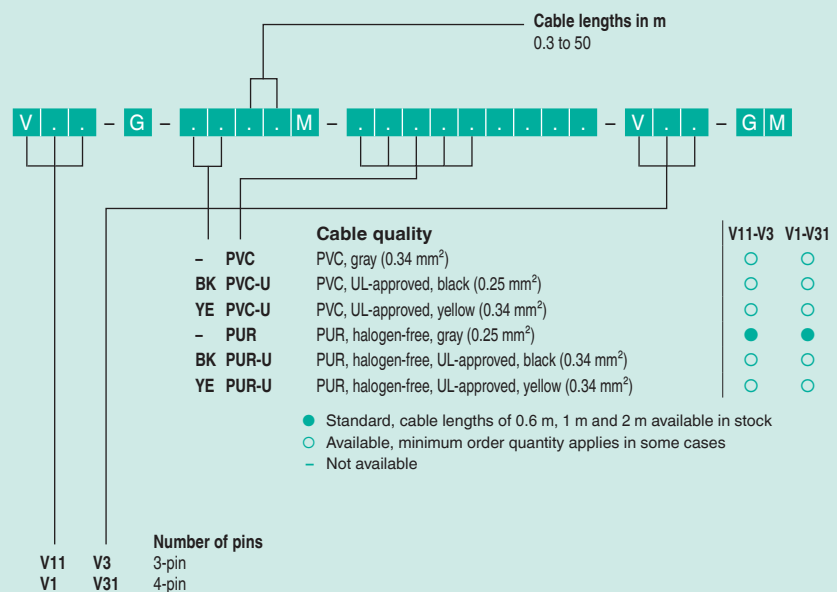 Cable lengths in m
0.3 to 50
V . . – G – . . . . M – . . . . . . . . . – V . . – G M
Cable quality V11-V3 V1-V31
– PVC PVC, gray (0.34 mm²) ○ ○
BK PVC-U PVC, UL-approved, black (0.25 mm²) ○ ○
YE PVC-U PVC, UL-approved, yellow (0.34 mm²) ○ ○
– PUR PUR, halogen-free, gray (0.25 mm²) ● ●
BK PUR-U PUR, halogen-free, UL-approved, black (0.34 mm²) ○ ○
YE PUR-U PUR, halogen-free, UL-approved, yellow (0.34 mm²) ○ ○
● Standard, cable lengths of 0.6 m, 1 m and 2 m available in stock
○ Available, minimum order quantity applies in some cases
– Not available
Number of pins
V11 V3 3-pin
V1 V31 4-pin